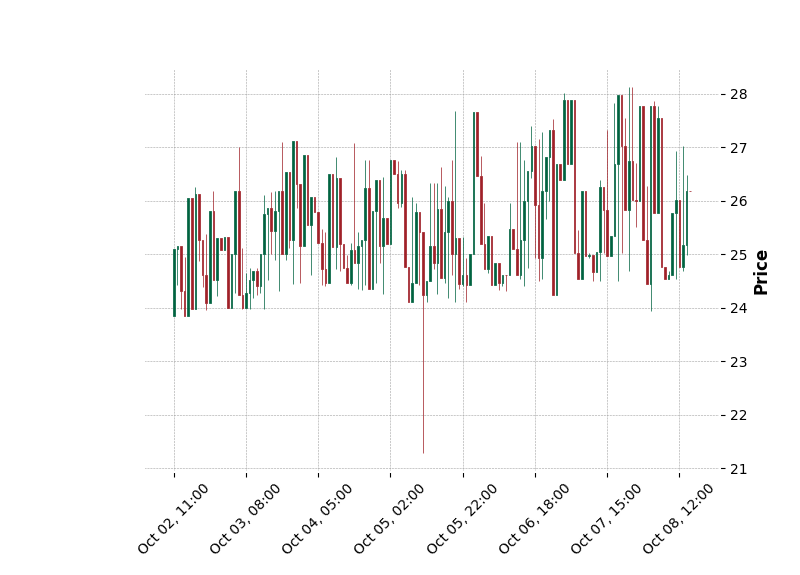 28
27
26
25
24
23
22
21
Price
Oct 02, 11:00
Oct 03, 08:00
Oct 04, 05:00
Oct 05, 02:00
Oct 05, 22:00
Oct 06, 18:00
Oct 07, 15:00
Oct 08, 12:00